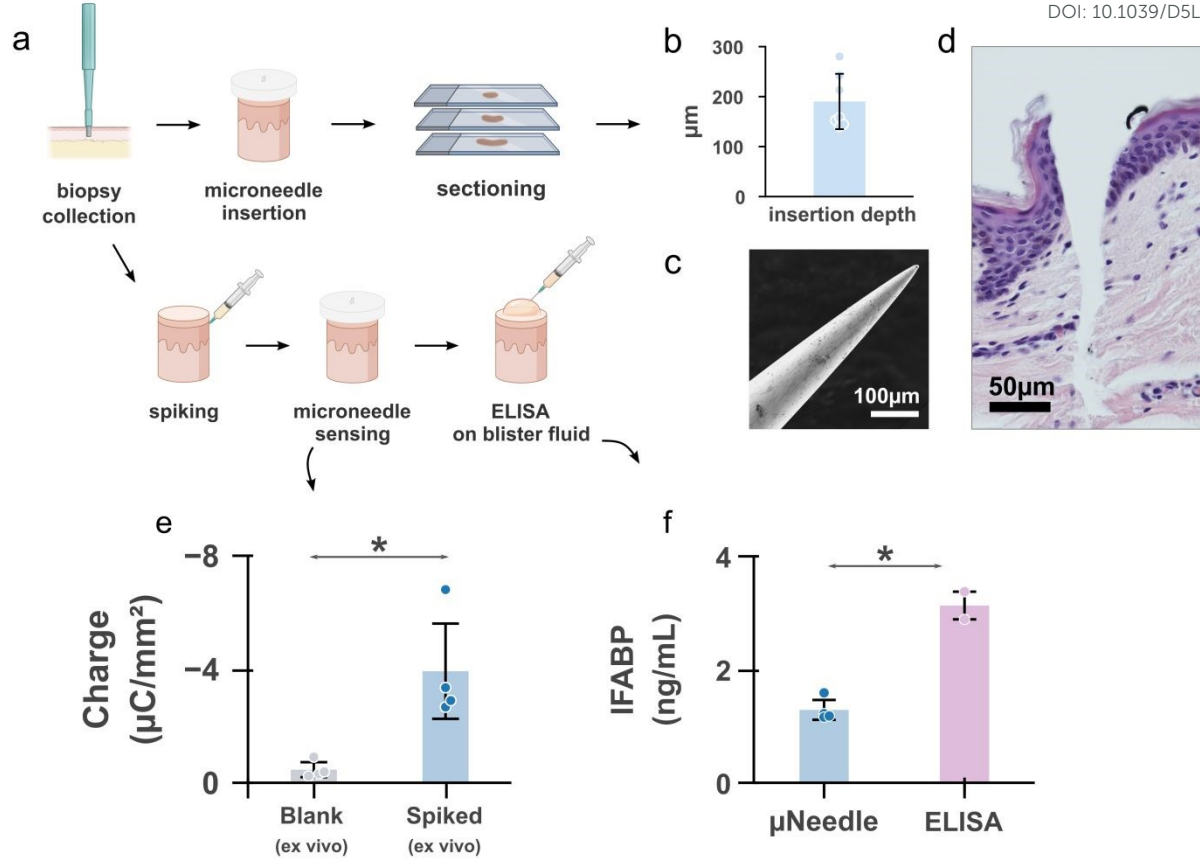 DOI: 10.1039/D5L
a
biopsy
collection
microneedle
insertion
sectioning
spiking
microneedle
sensing
ELISA
on blister fluid
b
µm
300
200
100
0
insertion depth
c
100µm
d
50µm
e
Charge
(µC/mm²)
−8
−4
0
*
Blank
(ex vivo)
Spiked
(ex vivo)
f
IFABP
(ng/mL)
4
2
0
*
µNeedle
ELISA